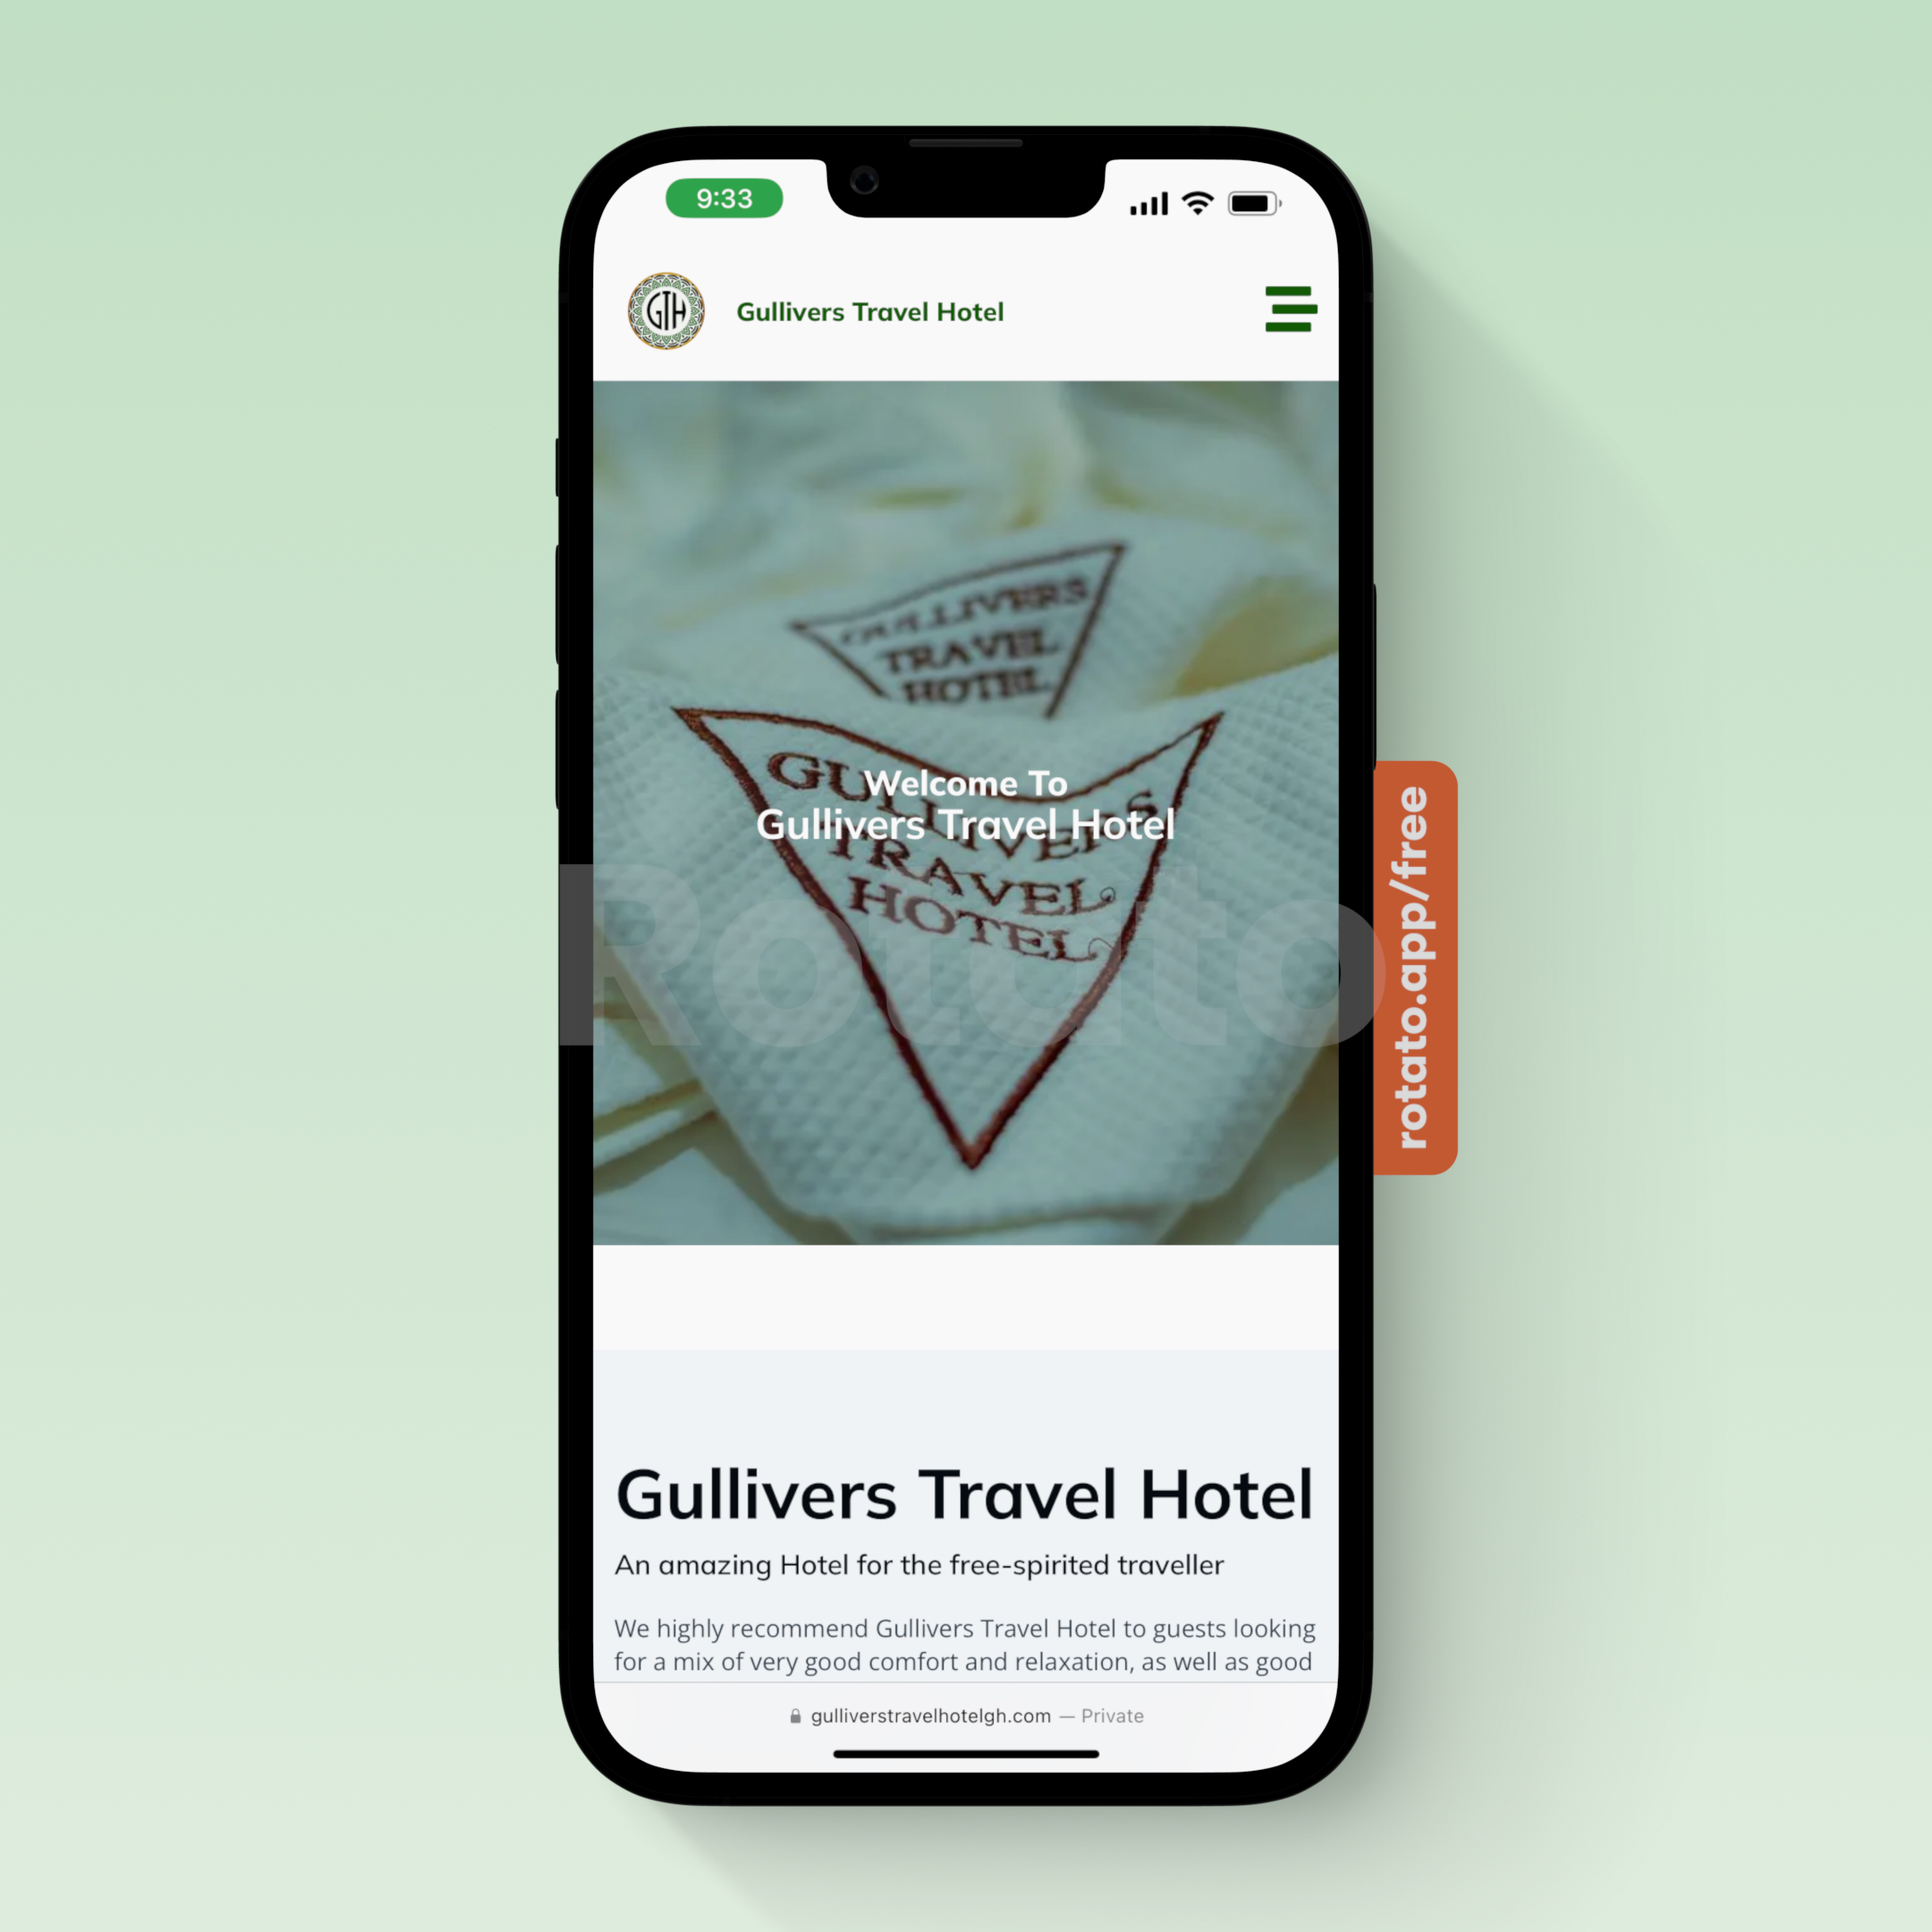 9:33
GTH
Gullivers Travel Hotel
GULLIVERS
TRAVEL
HOTEL
Welcome To
Gullivers Travel Hotel
GULLIVERS
TRAVEL
HOTEL
Rotato
rotato.app/free
Gullivers Travel Hotel
An amazing Hotel for the free-spirited traveller
We highly recommend Gullivers Travel Hotel to guests looking
for a mix of very good comfort and relaxation, as well as good
gulliverstravelhotelgh.com — Private